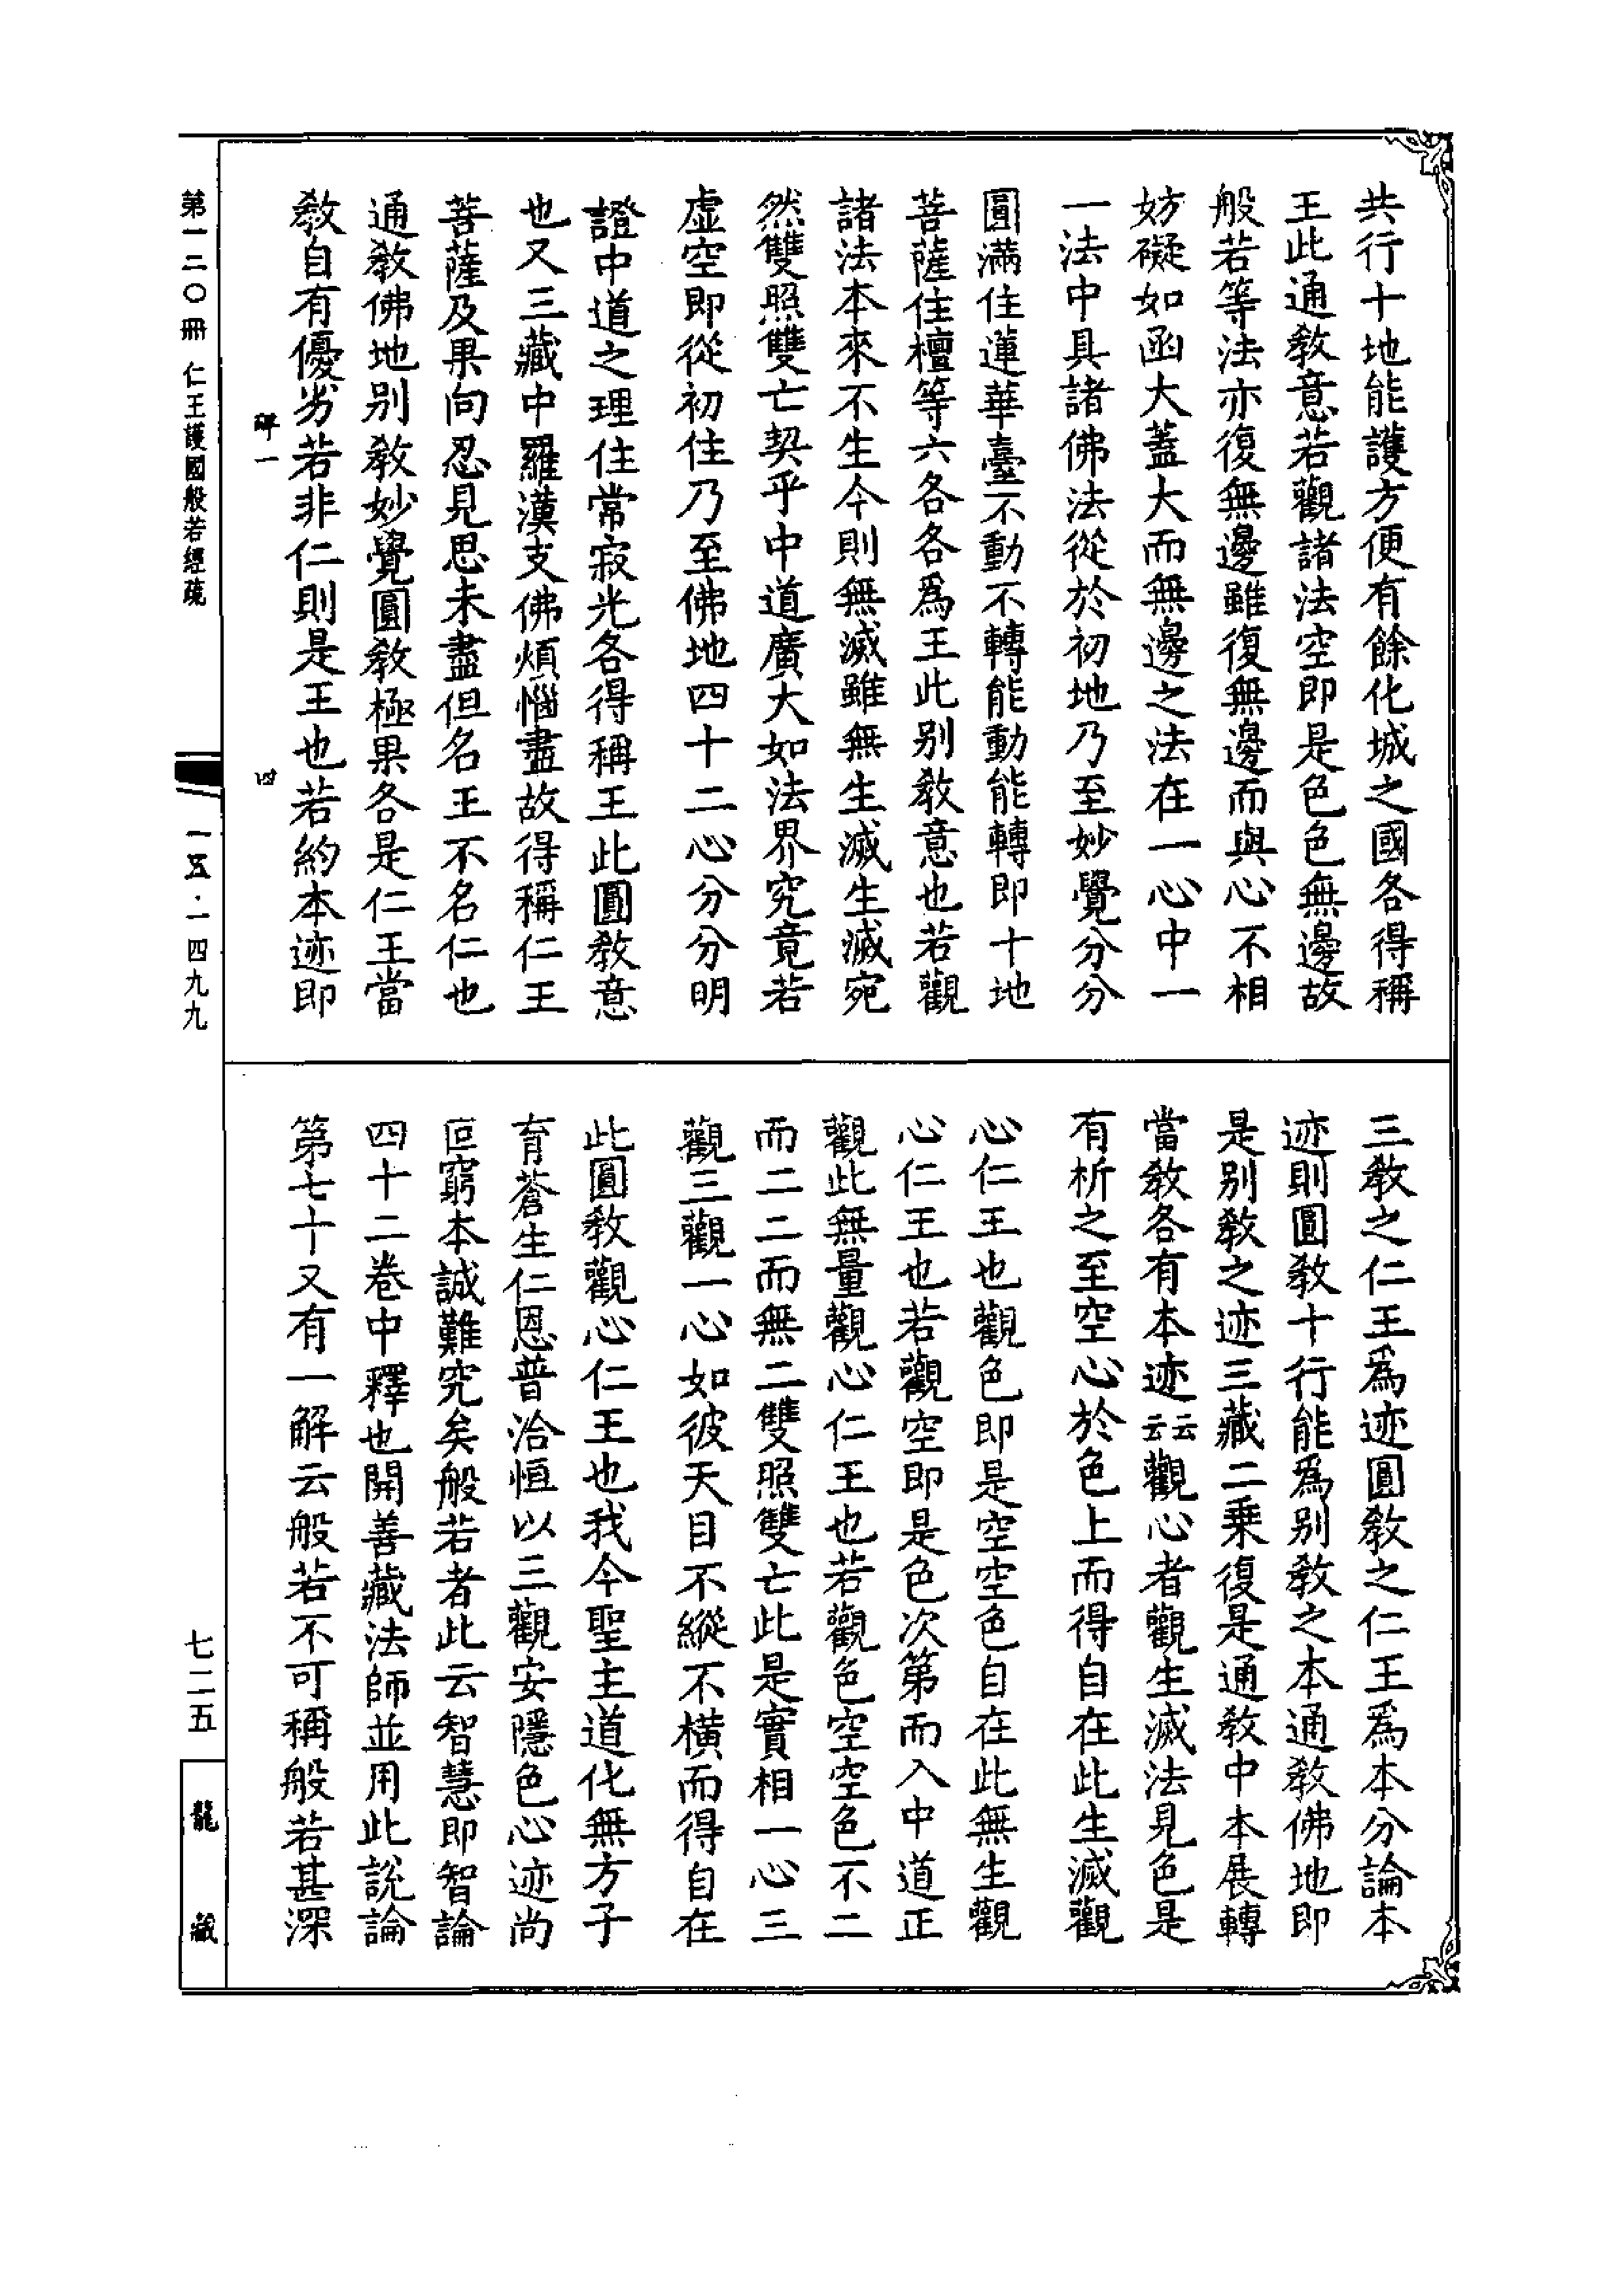 共行十地能護方便有餘化城之國各得稱
王此通教意若觀諸法空即是色色無邊故
般若等法亦復無邊雖復無邊而與心不相
妨礙如函大蓋大而無邊之法在一心中一
一法中具諸佛法從於初地乃至妙覺分分
圓滿住蓮華臺不動不轉能動能轉即十地
菩薩住檀等六各各為王此别教意也若觀
諸法本來不生今則無滅雖無生滅生滅宛
然雙照雙亡契乎中道廣大如法界究竟若
虛空即從初住乃至佛地四十二心分分明
證中道之理住常寂光各得稱王此圓教意
也又三藏中羅漢支佛煩惱盡故得稱仁王
菩薩及果向忍見思未盡但名王不名仁也
通教佛地别教妙覺圓教極果各是仁王當
教自有優劣若非仁則是王也若約本迹即
三教之仁王為迹圓教之仁王為本分論本
迹則圓教十行能為别教之本通教佛地即
是别教之迹三藏二乘復是通教中本展轉
當教各有本迹云云觀心者觀生滅法見色是
有析之至空心於色上而得自在此生滅觀
心仁王也觀色即是空空色自在此無生觀
心仁王也若觀空即是色次第而入中道正
觀此無量觀心仁王也若觀色空空色不二
而二二而無二雙照雙亡此是實相一心三
觀三觀一心如彼天目不縱不橫而得自在
此圓教觀心仁王也我今聖主道化無方子
育蒼生仁恩普洽恒以三觀安隱色心迹尚
叵窮本誠難究矣般若者此云智慧即智論
四十二卷中釋也開善藏法師並用此說論
第七十又有一解云般若不可稱般若甚深
一
四
第一二〇冊 仁王護國般若經疏
一五·一四九九
七二五
龍藏